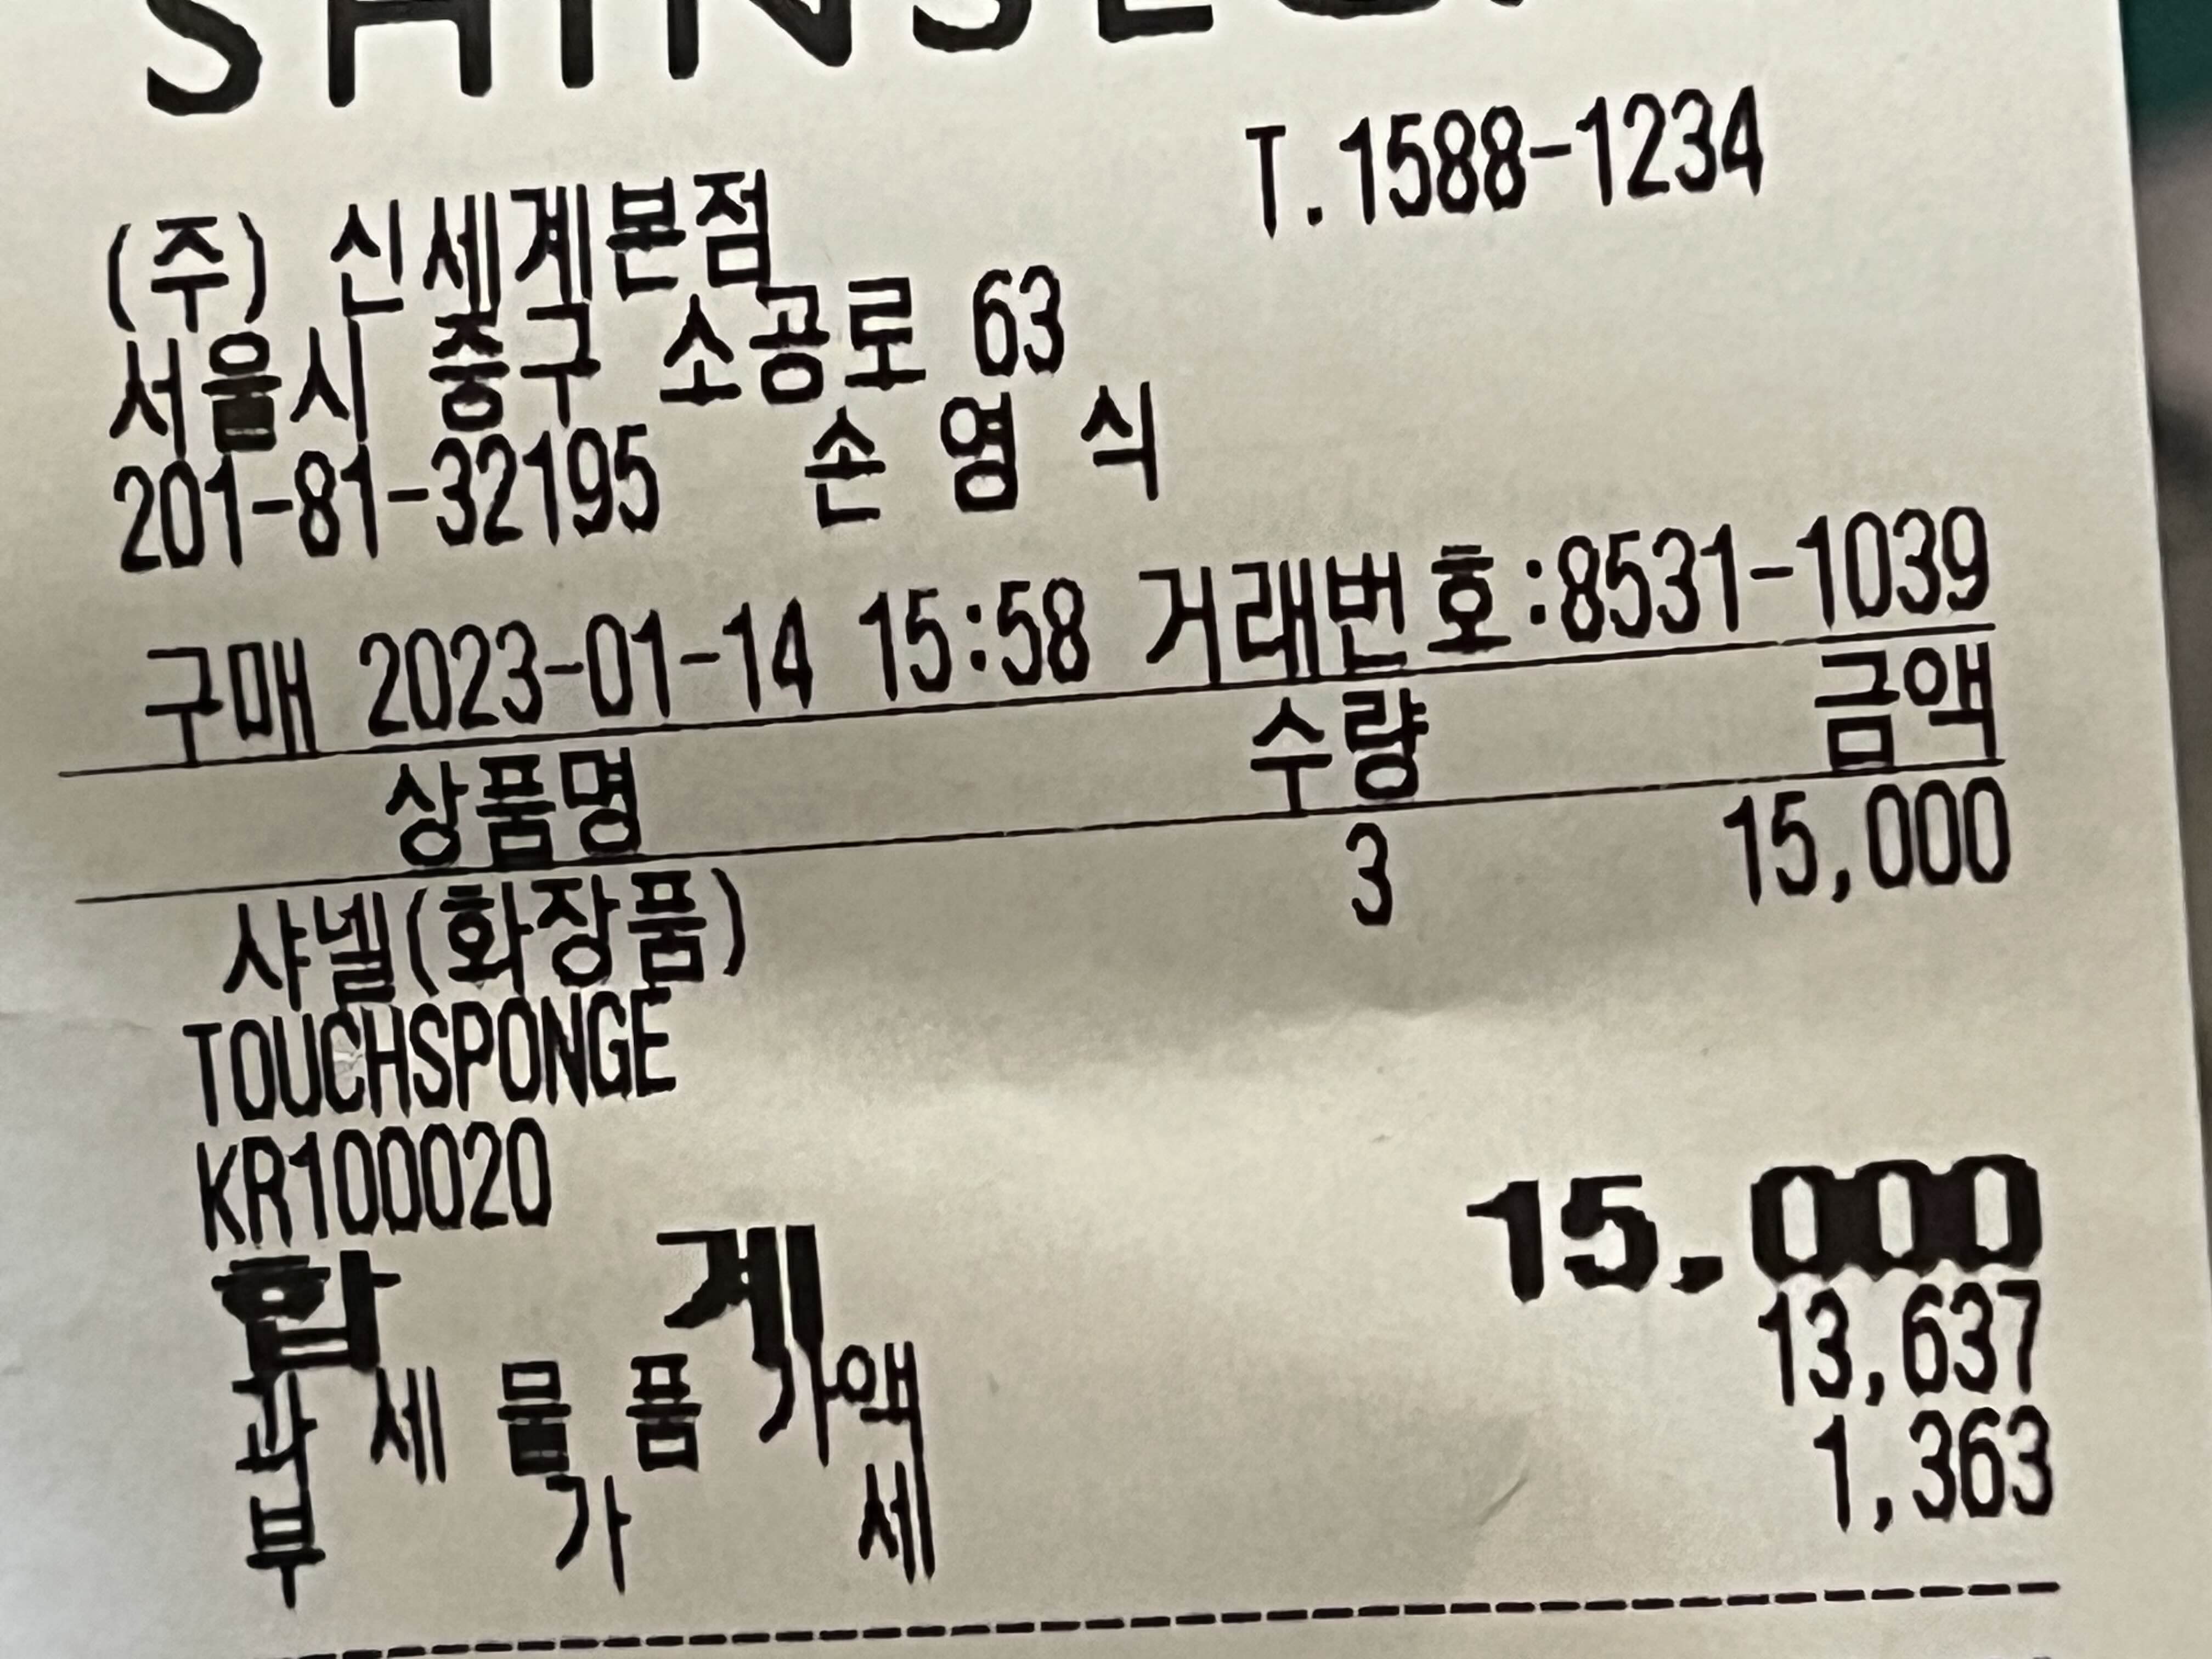 T.1588-1234
(주) 신세계본점
서울시 중구 소공로 63
201-81-32195 손 영 식
구매 2023-01-14 15:58 거래번호:8531-1039
상품명 수량 금액
샤넬(화장품) 3 15,000
TOUCHSPONGE
KR100020
합 계 15,000
과 세 물 품 가액 13,637
부 가 세 1,363